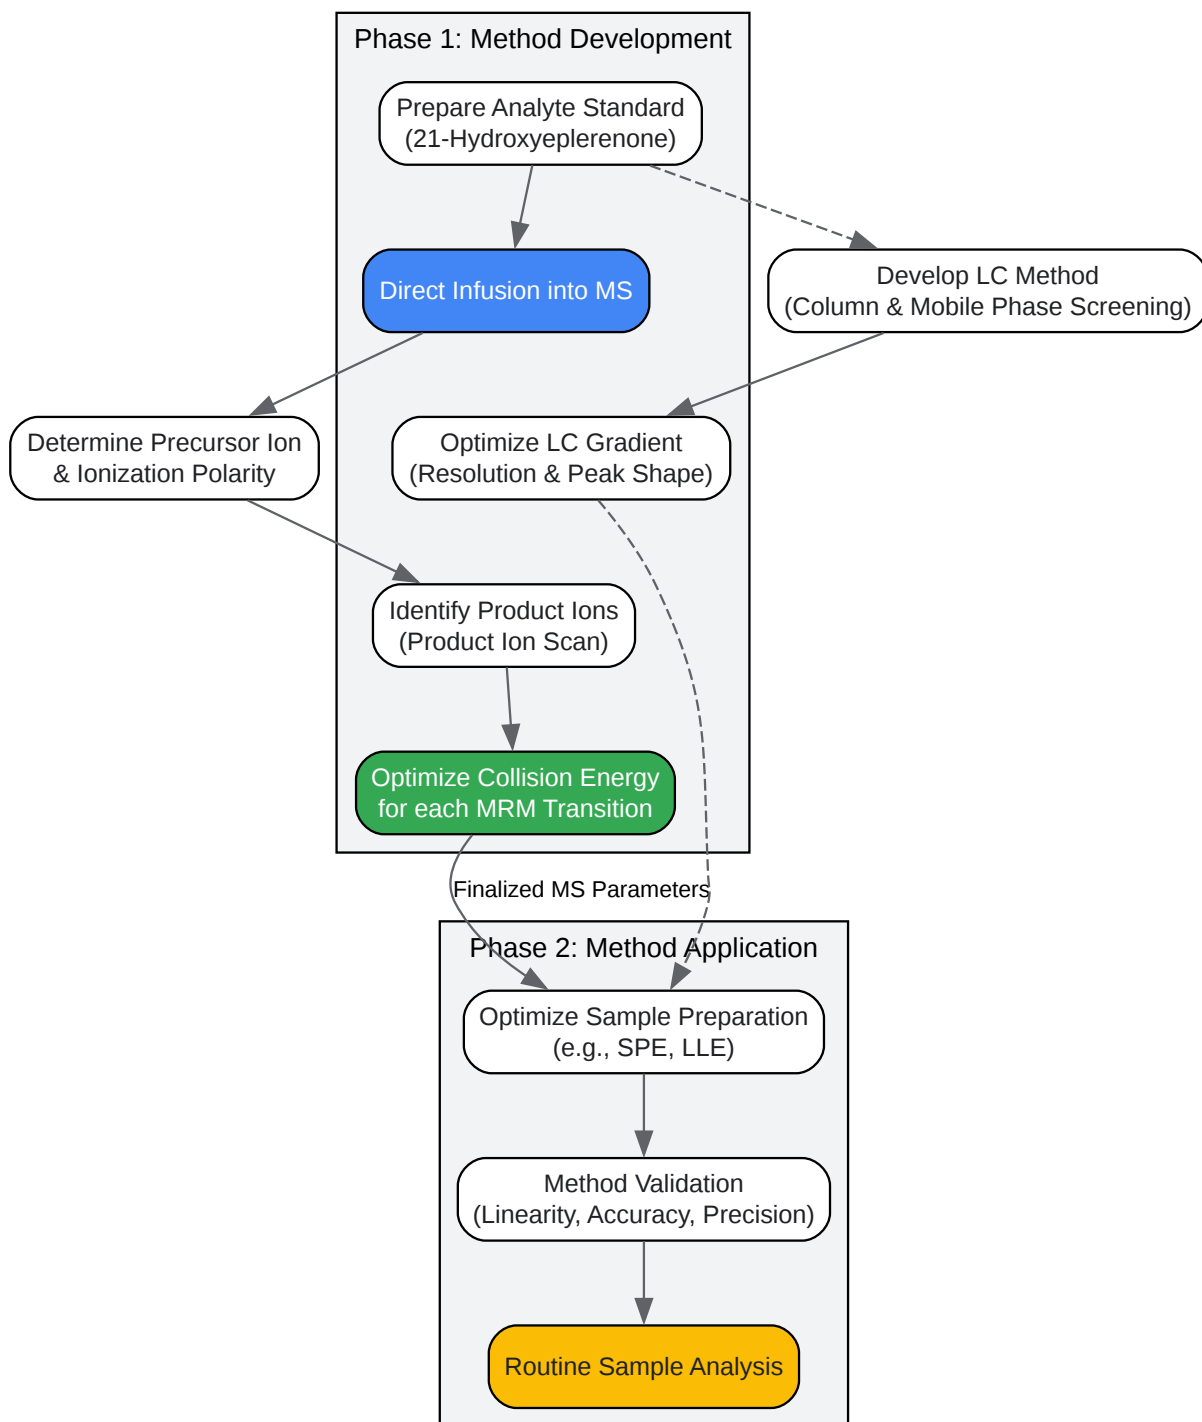 Phase 1: Method Development
Prepare Analyte Standard
(21-Hydroxyeplerenone)
Direct Infusion into MS
Develop LC Method
(Column & Mobile Phase Screening)
Determine Precursor Ion
& Ionization Polarity
Optimize LC Gradient
(Resolution & Peak Shape)
Identify Product Ions
(Product Ion Scan)
Optimize Collision Energy
for each MRM Transition
Finalized MS Parameters
Phase 2: Method Application
Optimize Sample Preparation
(e.g., SPE, LLE)
Method Validation
(Linearity, Accuracy, Precision)
Routine Sample Analysis